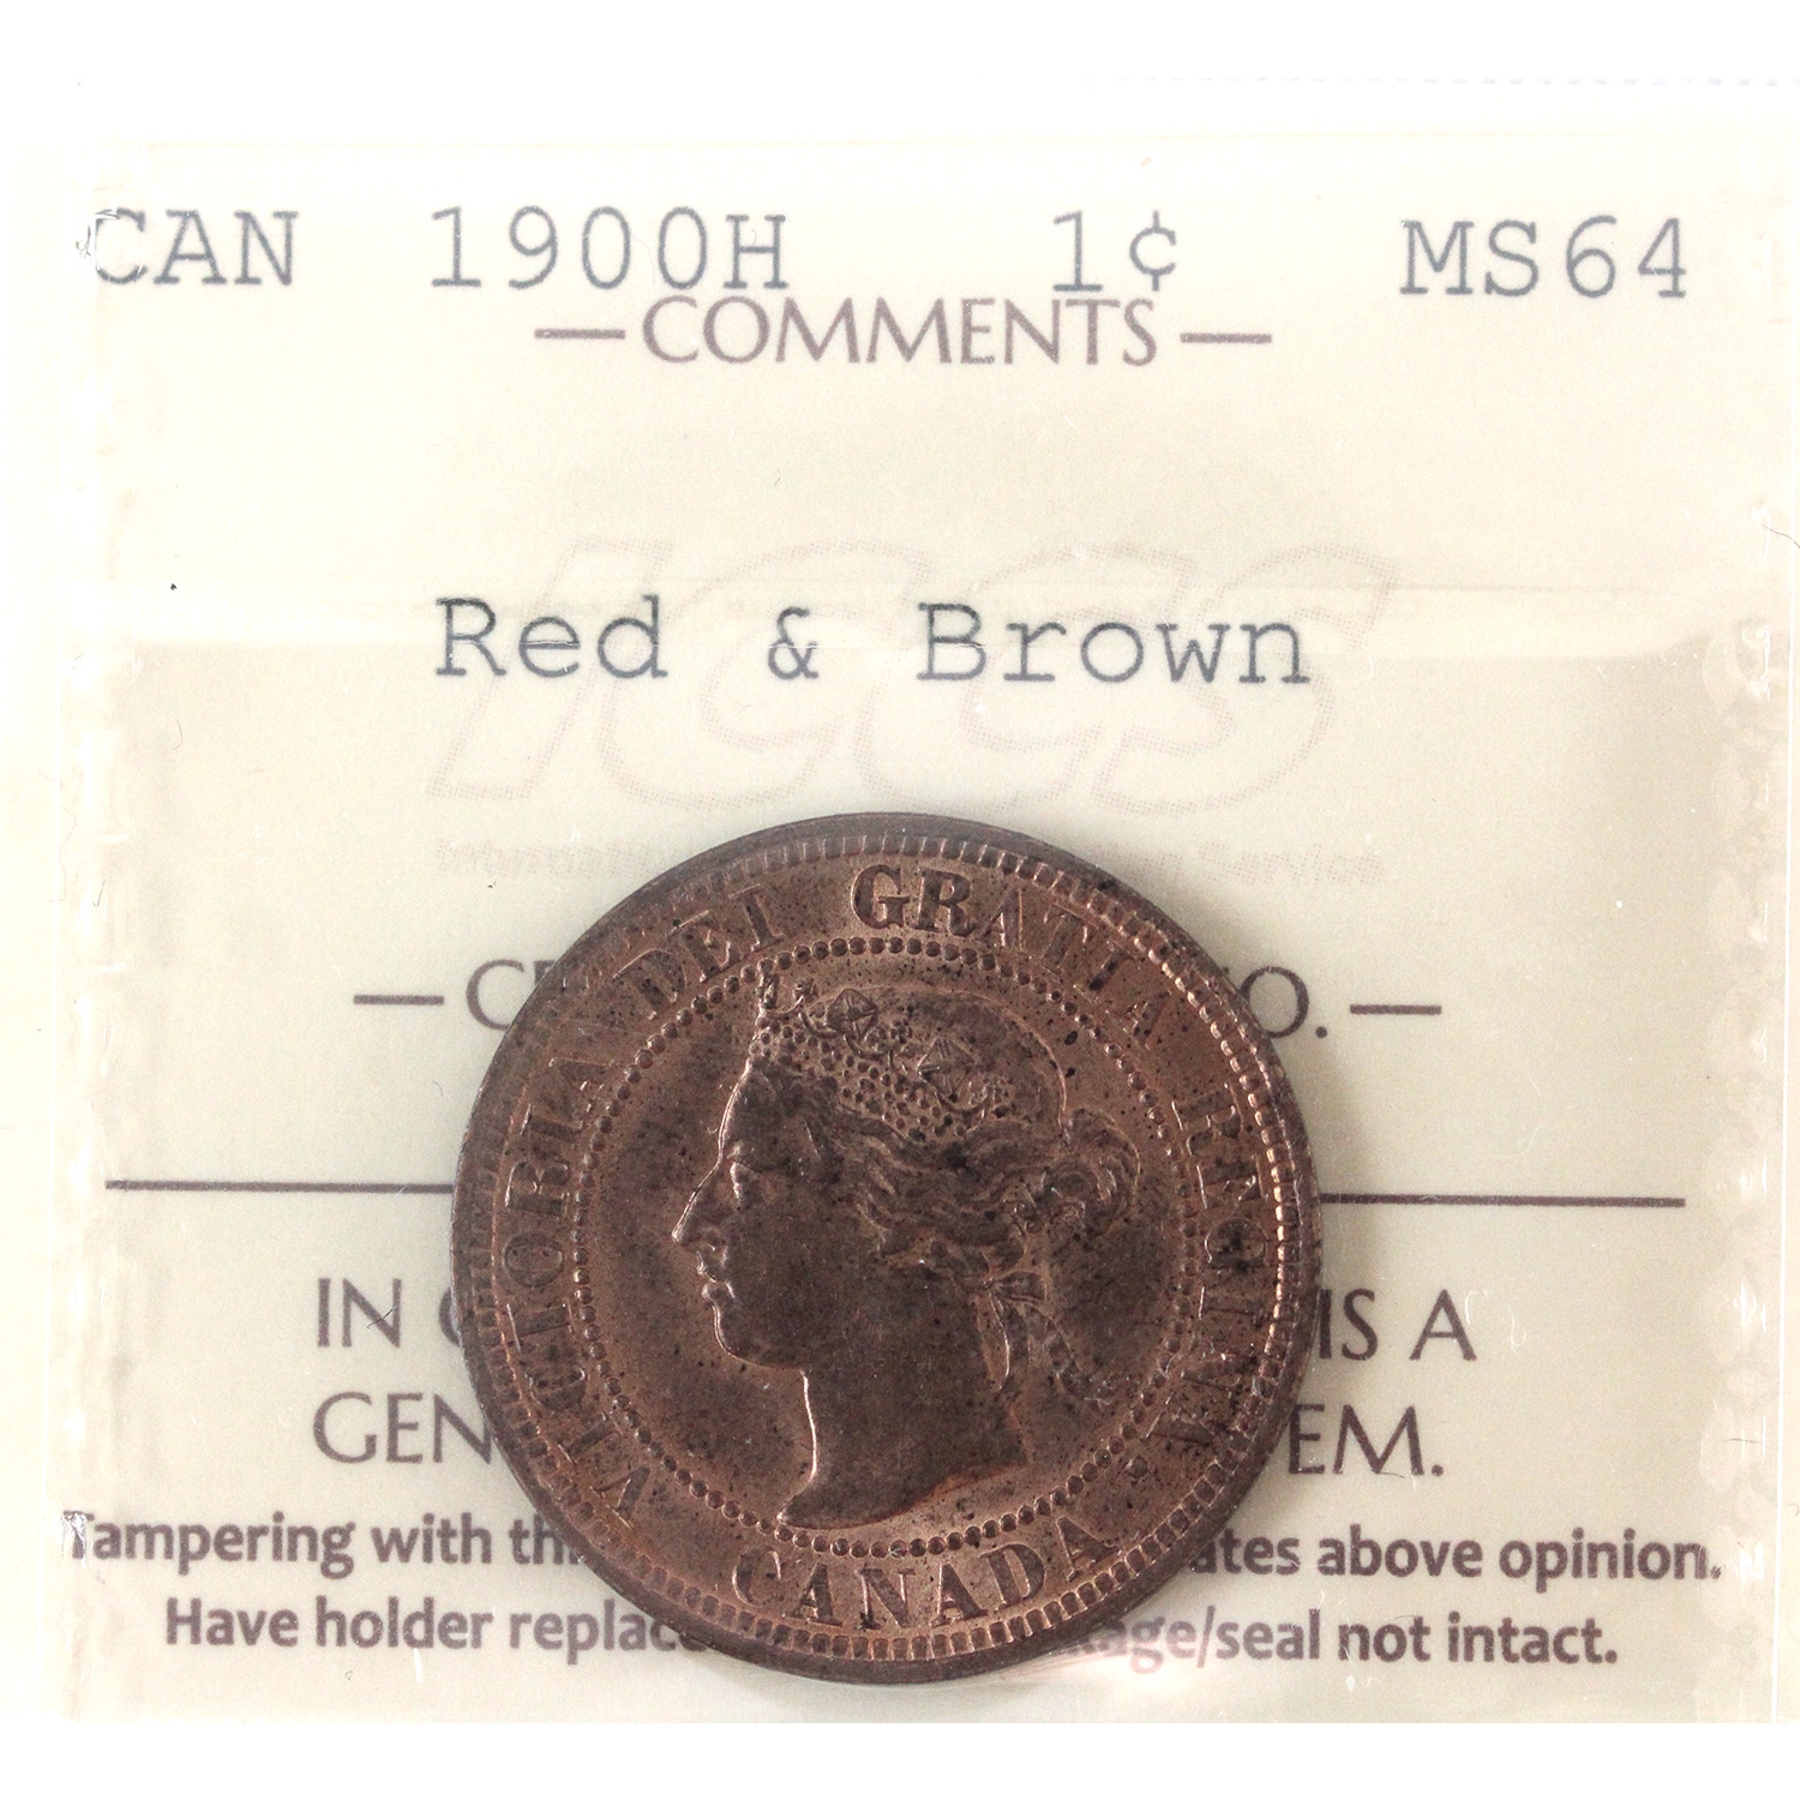 CAN 1900H 1¢ MS64
—COMMENTS—
ICCS
Red & Brown
VICTORIA DEI GRATIA REGINA.
CANADA
IN IS A
GEN EM.
Tampering with th ates above opinion.
Have holder replac age/seal not intact.